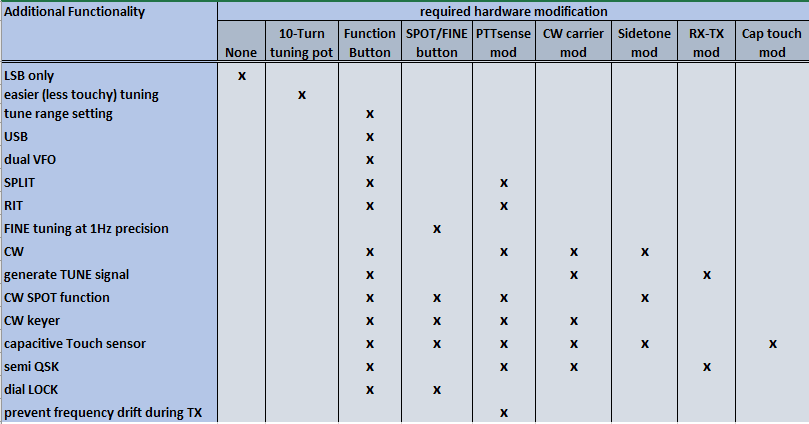 Additional Functionality required hardware modification
10-Turn Function SPOT/FINE PTTsense CW carrier Sidetone RX-TX Cap touch
None tuning pot Button button mod mod mod mod mod
LSB only x
easier (less touchy) tuning x
tune range setting x
USB x
dual VFO x
SPLIT x x
RIT x x
FINE tuning at 1Hz precision x
CW x x x x
generate TUNE signal x x x
CW SPOT function x x x x
CW keyer x x x x
capacitive Touch sensor x x x x x x
semi QSK x x x x
dial LOCK x x
prevent frequency drift during TX x